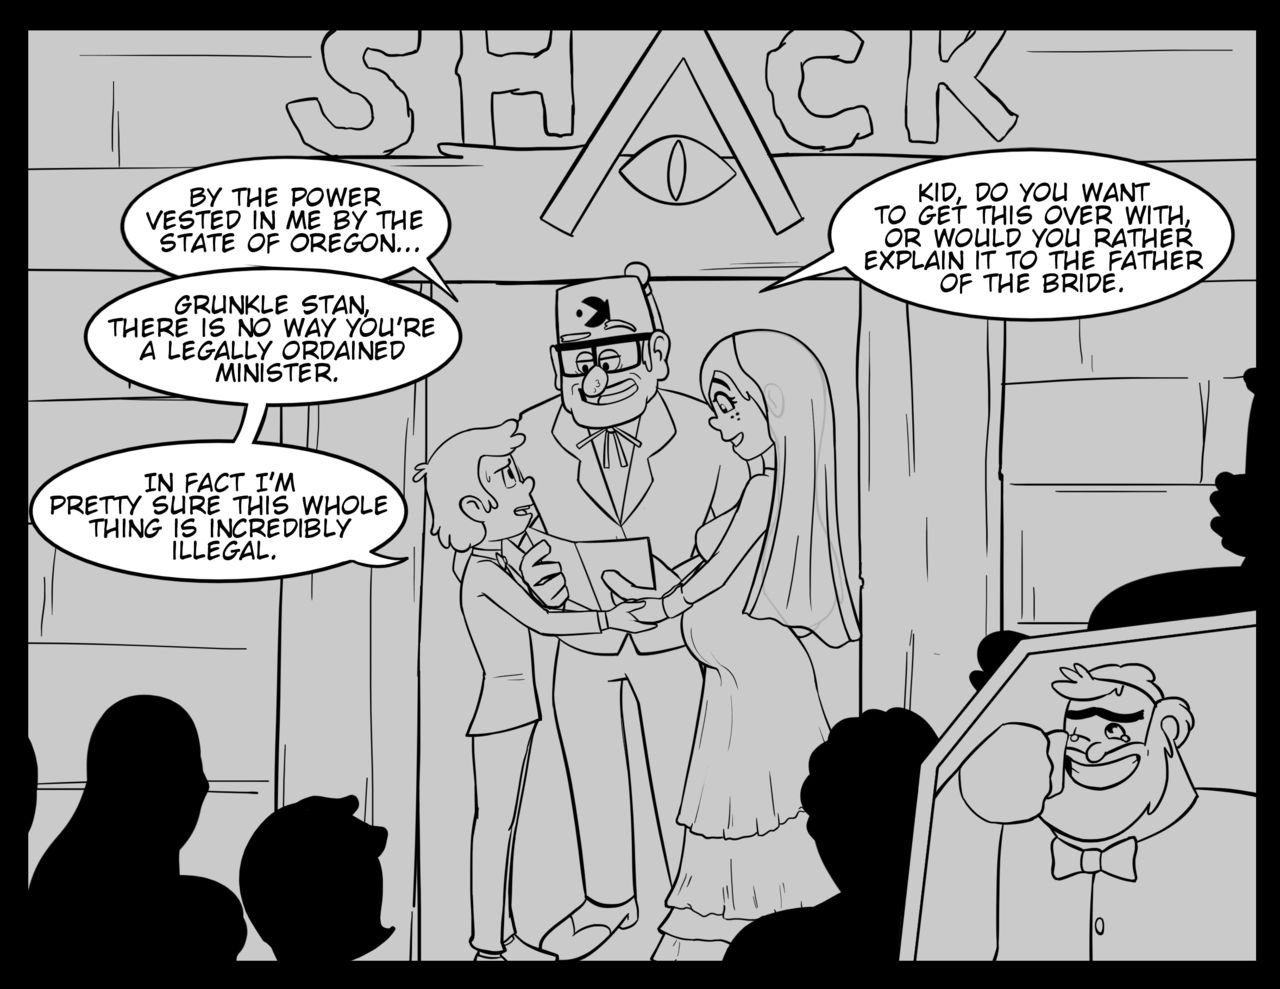 SHACK
BY THE POWER
VESTED IN ME BY THE
STATE OF OREGON...
GRUNKLE STAN,
THERE IS NO WAY YOU'RE
A LEGALLY ORDAINED
MINISTER.
IN FACT I'M
PRETTY SURE THIS WHOLE
THING IS INCREDIBLY
ILLEGAL.
KID, DO YOU WANT
TO GET THIS OVER WITH,
OR WOULD YOU RATHER
EXPLAIN IT TO THE FATHER
OF THE BRIDE.